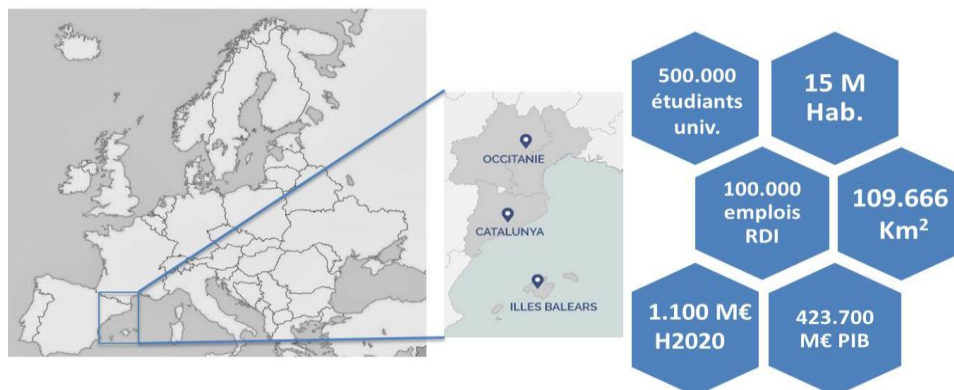 OCCITANIE
CATALUNYA
ILLES BALEARS
500.000
étudiants
univ.
15 M
Hab.
100.000
emplois
RDI
109.666
Km²
1.100 M€
H2020
423.700
M€ PIB